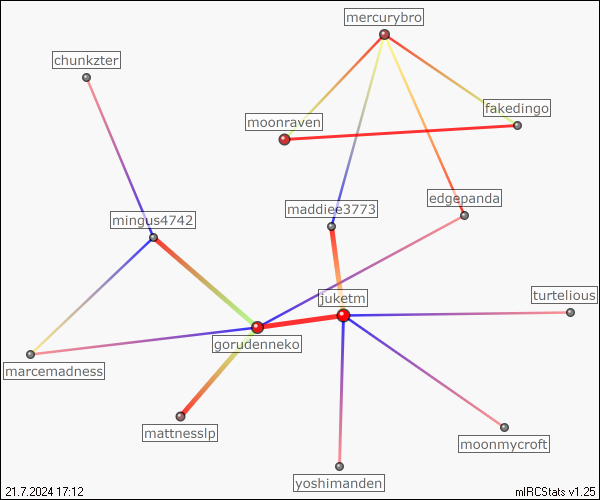 mercurybro
chunkzter
fakedingo
moonraven
edgepanda
maddiee3773
mingus4742
turtelious
juketm
gorudenneko
marcemadness
mattnesslp
moonmycroft
yoshimanden
21.7.2024 17:12
mIRCStats v1.25